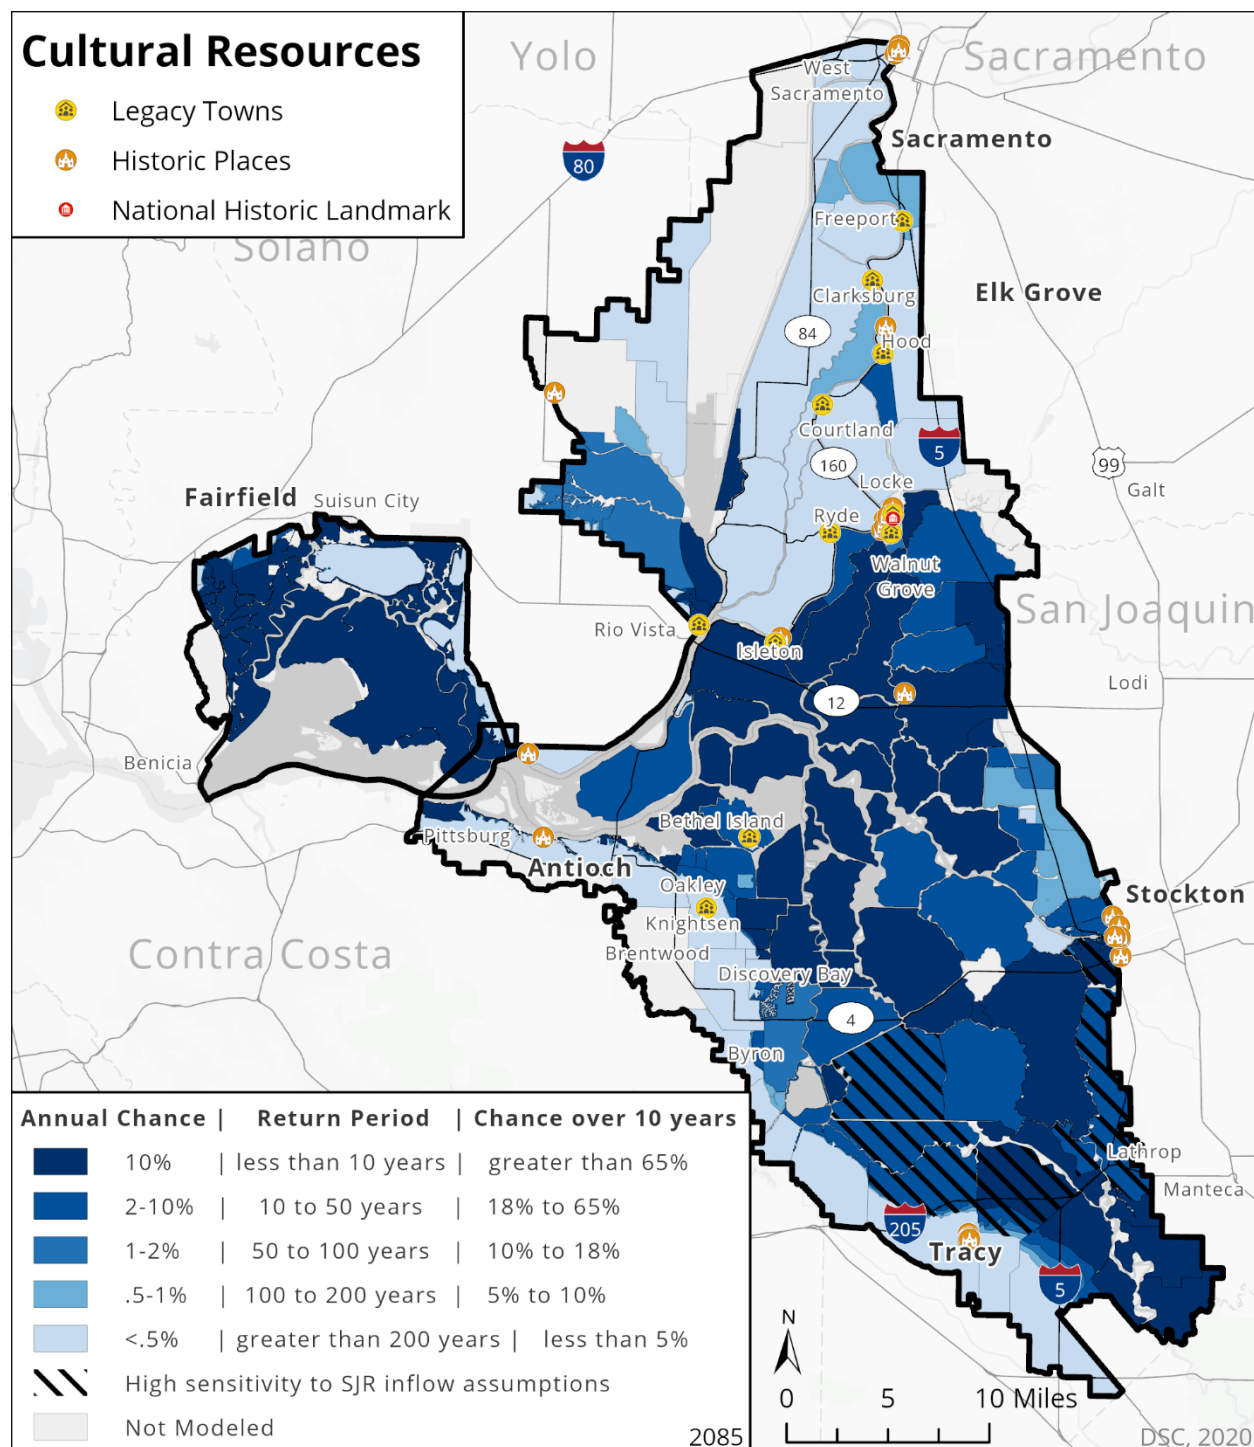 Cultural Resources
Legacy Towns
Historic Places
National Historic Landmark
Yolo
Sacramento
West
Sacramento
Sacramento
80
Solano
Freeport
Elk Grove
Clarksburg
84
Hood
Courtland
5
160
99
Galt
Fairfield
Suisun City
Locke
Ryde
Walnut
Grove
San Joaquin
Rio Vista
Isleton
Lodi
12
Benicia
Bethel Island
Pittsburg
Antioch
Oakley
Stockton
Knightsen
Contra Costa
Brentwood
Discovery Bay
4
Byron
Lathrop
Manteca
205
Tracy
5
Annual Chance | Return Period | Chance over 10 years
10% | less than 10 years | greater than 65%
2-10% | 10 to 50 years | 18% to 65%
1-2% | 50 to 100 years | 10% to 18%
.5-1% | 100 to 200 years | 5% to 10%
<.5% | greater than 200 years | less than 5%
High sensitivity to SJR inflow assumptions
Not Modeled
N
0 5 10 Miles
2085
DSC, 2020